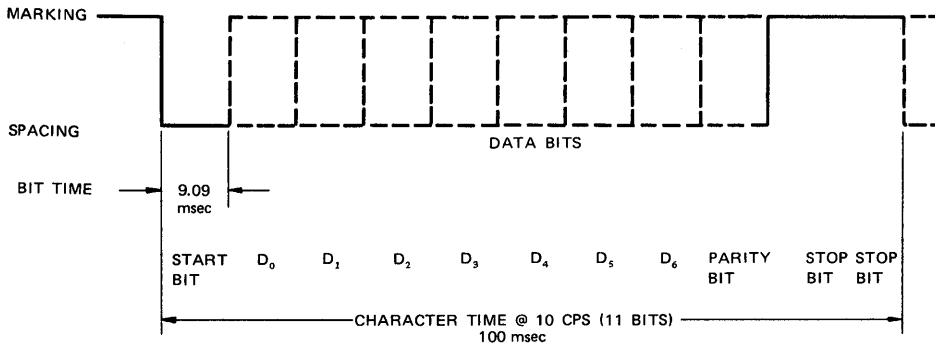 MARKING
SPACING
DATA BITS
BIT TIME
9.09
msec
START
BIT
D₀
D₁
D₂
D₃
D₄
D₅
D₆
PARITY
BIT
STOP
BIT
STOP
BIT
CHARACTER TIME @ 10 CPS (11 BITS)
100 msec